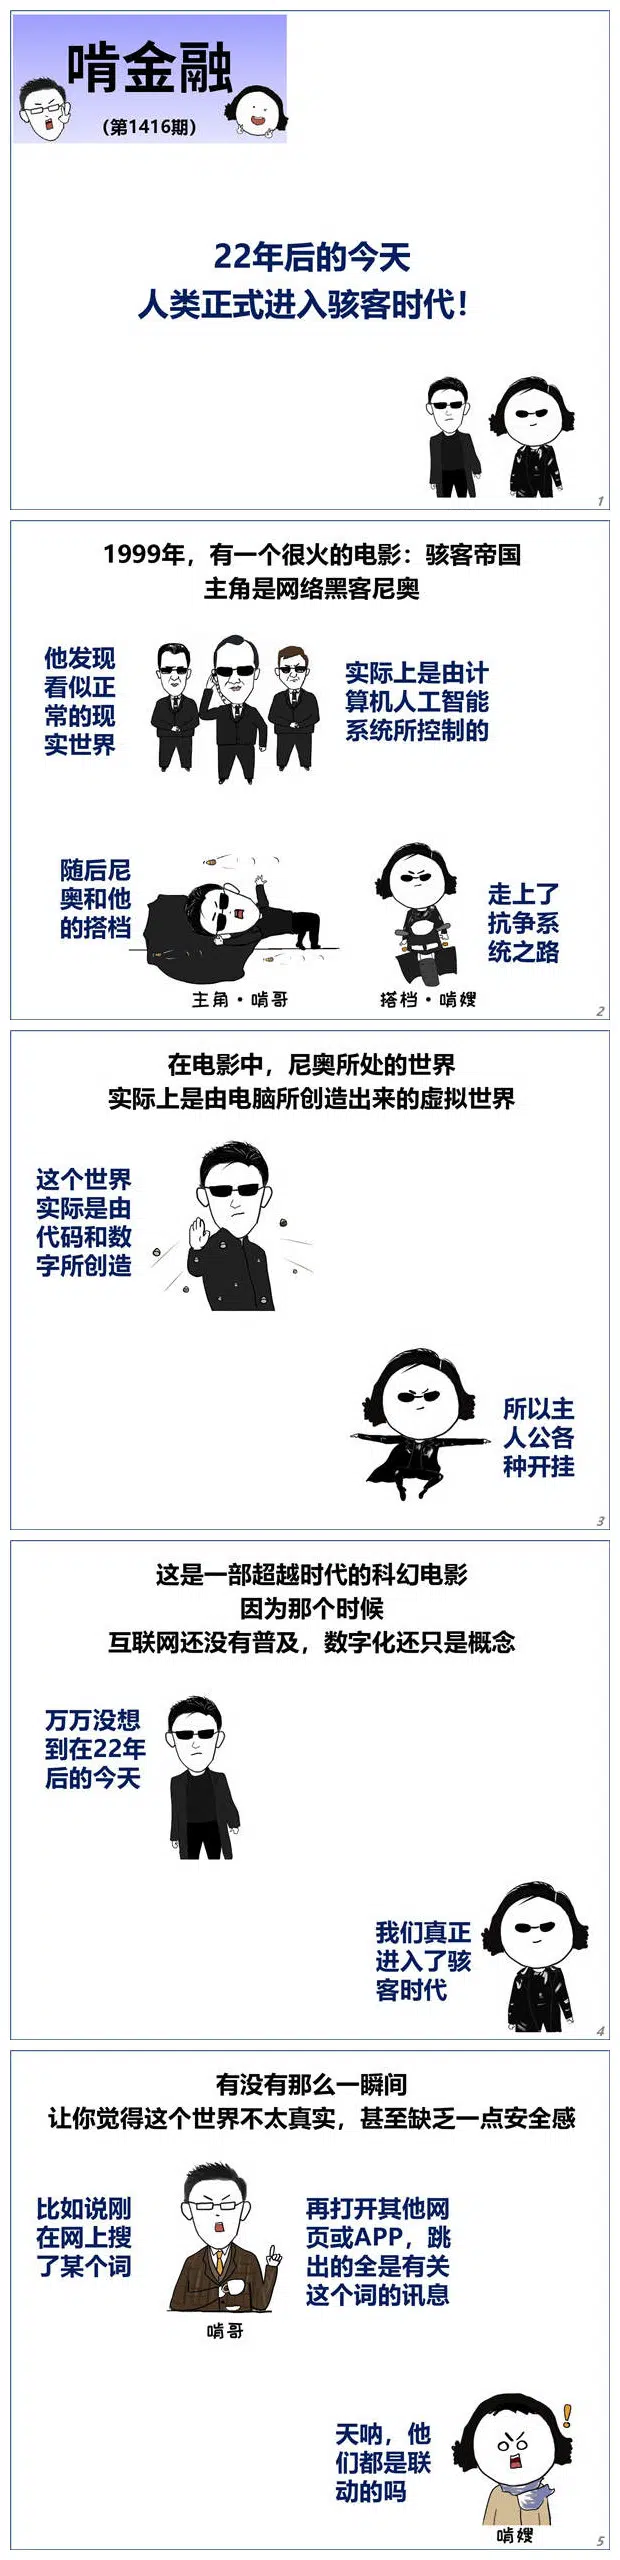 啃金融
（第1416期）
22年后的今天
人类正式进入骇客时代！
1
1999年，有一个很火的电影：骇客帝国
主角是网络黑客尼奥
他发现
看似正
常的现
实世界
实际上是由计
算机人工智能
系统所控制的
随后尼
奥和他
的搭档
走上了
抗争系
统之路
主角·啃哥
搭档·啃嫂
2
在电影中，尼奥所处的世界
实际上是由电脑所创造出来的虚拟世界
这个世界
实际是由
代码和数
字所创造
所以主
人公各
种开挂
3
这是一部超越时代的科幻电影
因为那个时候
互联网还没有普及，数字化还只是概念
万万没想
到在22年
后的今天
我们真正
进入了骇
客时代
4
有没有那么一瞬间
让你觉得这个世界不太真实，甚至缺乏一点安全感
比如说刚
在网上搜
了某个词
再打开其他网
页或APP，跳
出的全是有关
这个词的讯息
啃哥
天呐，他
们都是联
动的吗
啃嫂
5